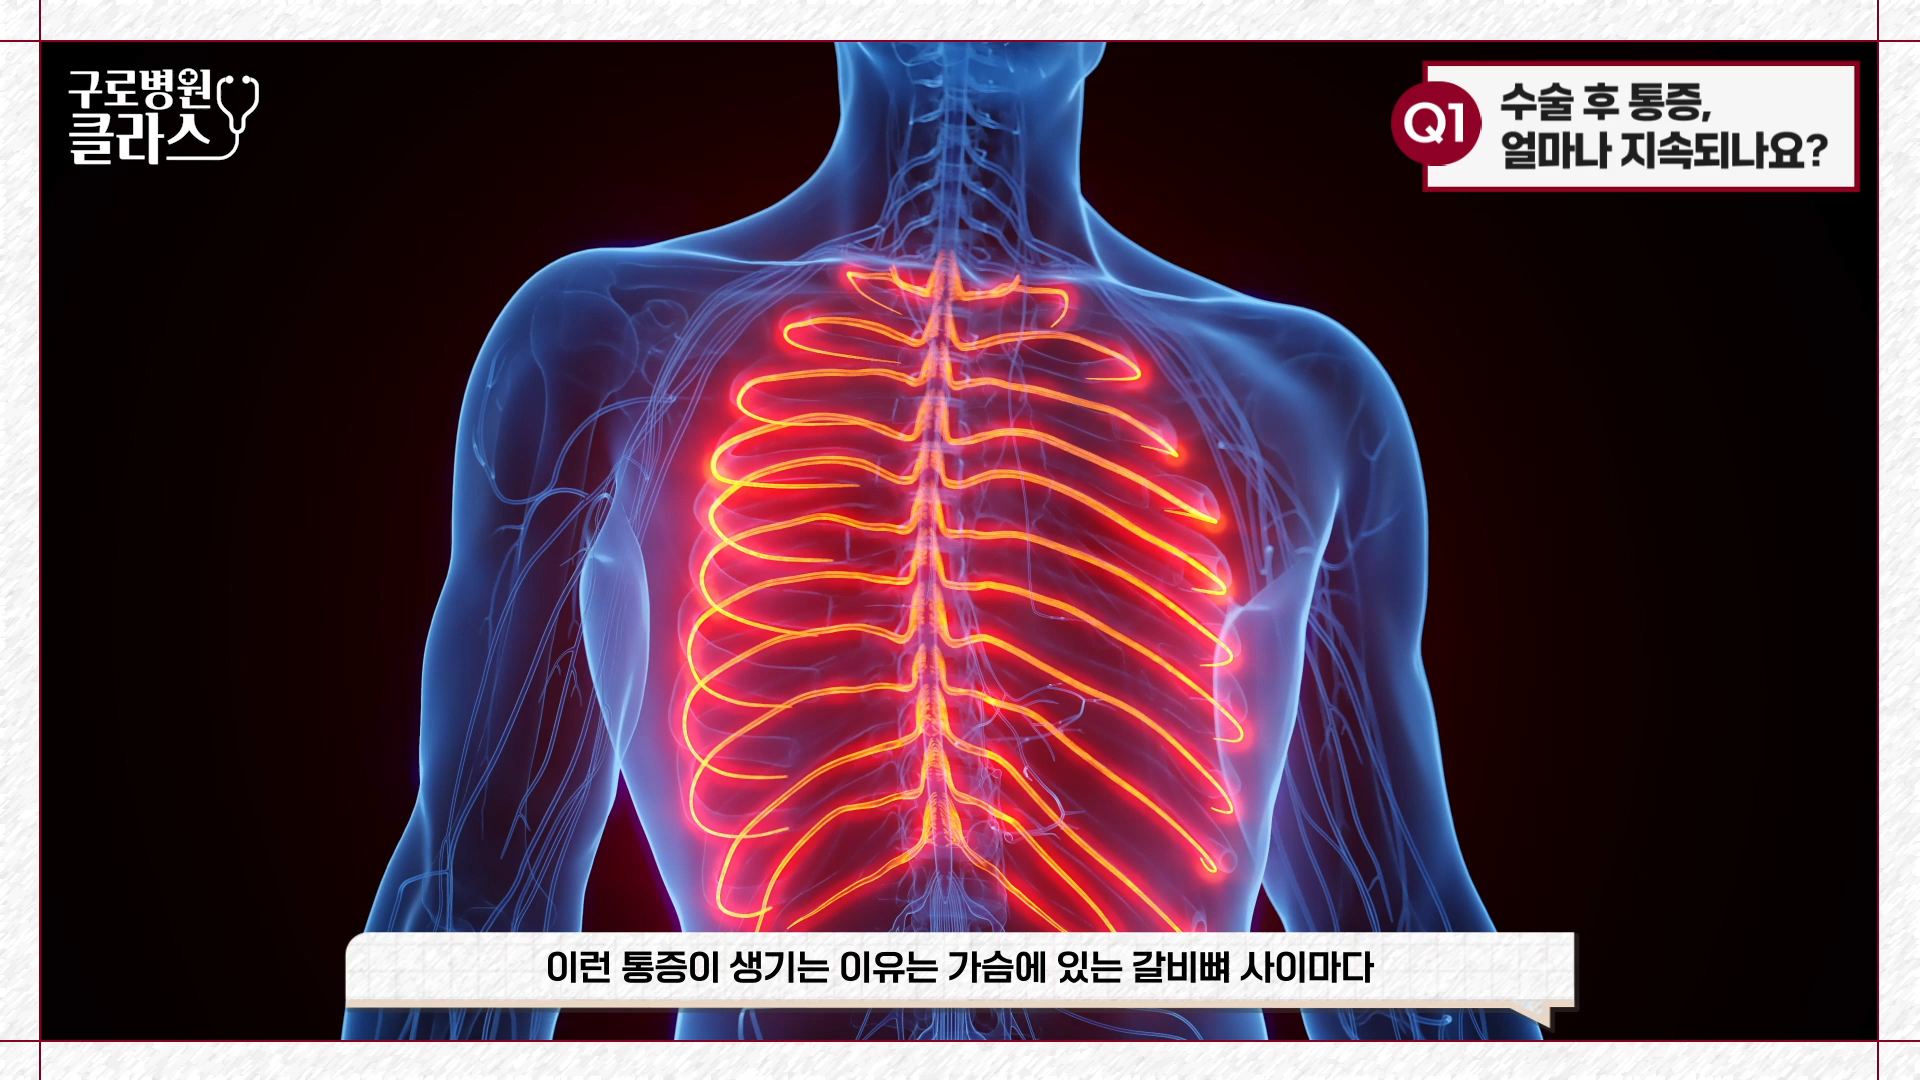 구로병원
클라스
Q1
수술 후 통증,
얼마나 지속되나요?
이런 통증이 생기는 이유는 가슴에 있는 갈비뼈 사이마다